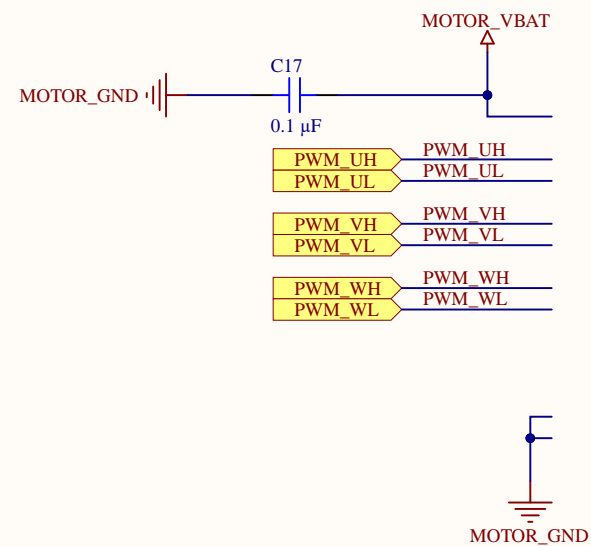 MOTOR_VBAT
C17
MOTOR_GND
0.1 µF
PWM_UH PWM_UH
PWM_UL PWM_UL
PWM_VH PWM_VH
PWM_VL PWM_VL
PWM_WH PWM_WH
PWM_WL PWM_WL
MOTOR_GND